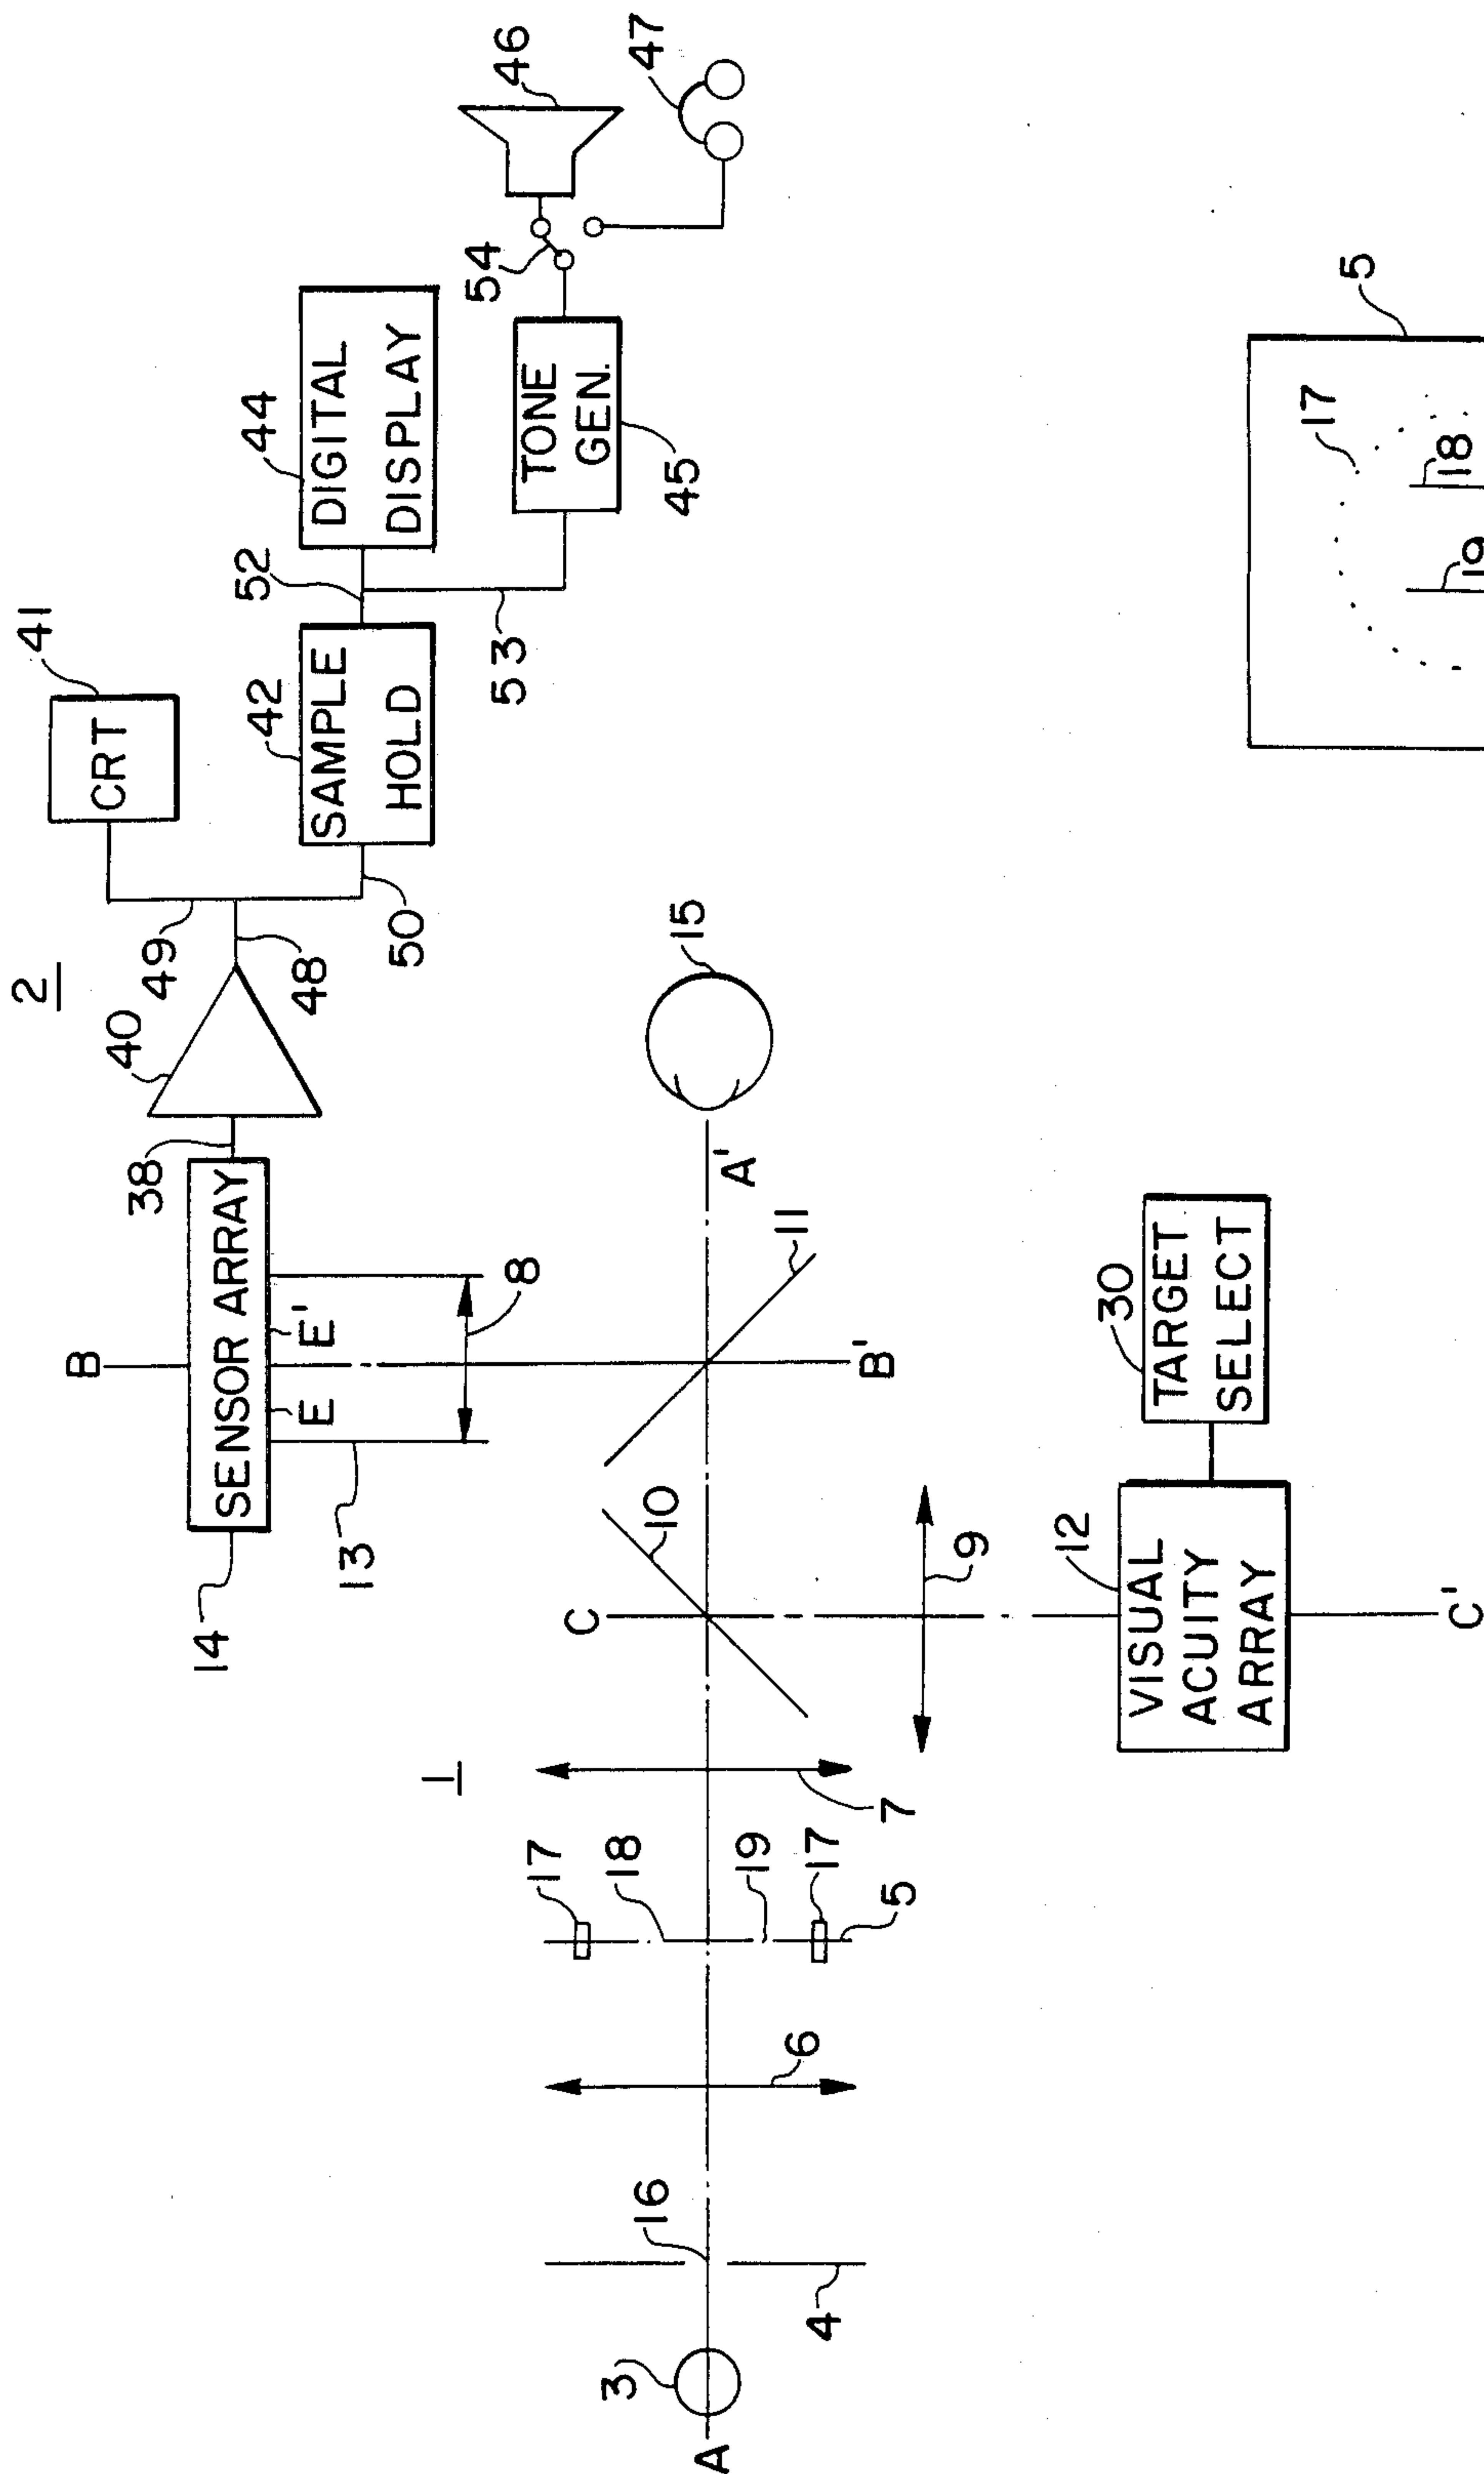 2
41
CRT
46
47
44
DIGITAL
DISPLAY
54
52
42
SAMPLE
HOLD
53
TONE
GEN.
45
40
49
48
50
38
14
SENSOR ARRAY
B
E
E'
13
8
15
1
C
10
11
A'
B'
17
18
19
17
5
7
9
6
16
3
4
A
12
VISUAL
ACUITY
ARRAY
30
TARGET
SELECT
C'
5
17
18
19